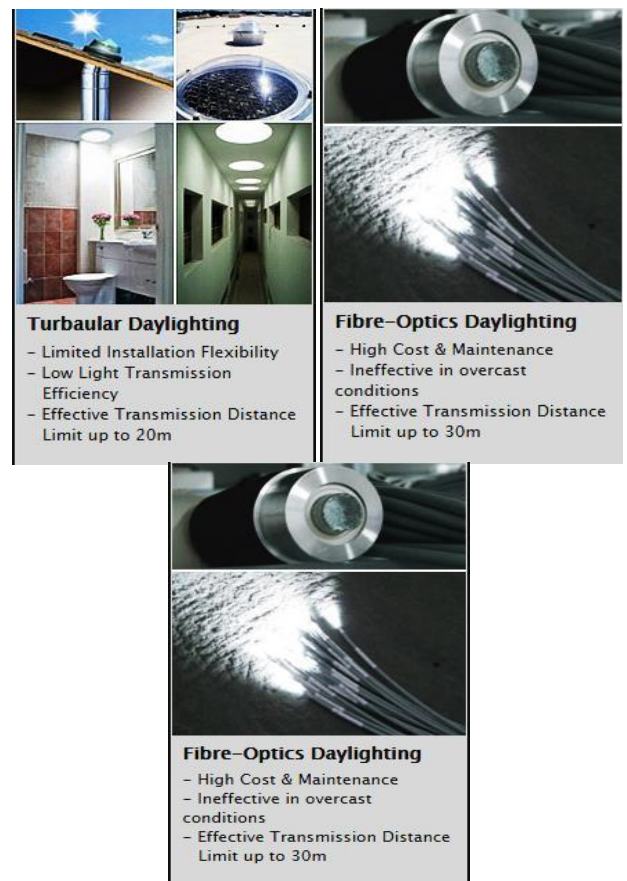 Turbaular Daylighting
- Limited Installation Flexibility
- Low Light Transmission
Efficiency
- Effective Transmission Distance
Limit up to 20m
Fibre-Optics Daylighting
- High Cost & Maintenance
- Ineffective in overcast
conditions
- Effective Transmission Distance
Limit up to 30m
Fibre-Optics Daylighting
- High Cost & Maintenance
- Ineffective in overcast
conditions
- Effective Transmission Distance
Limit up to 30m